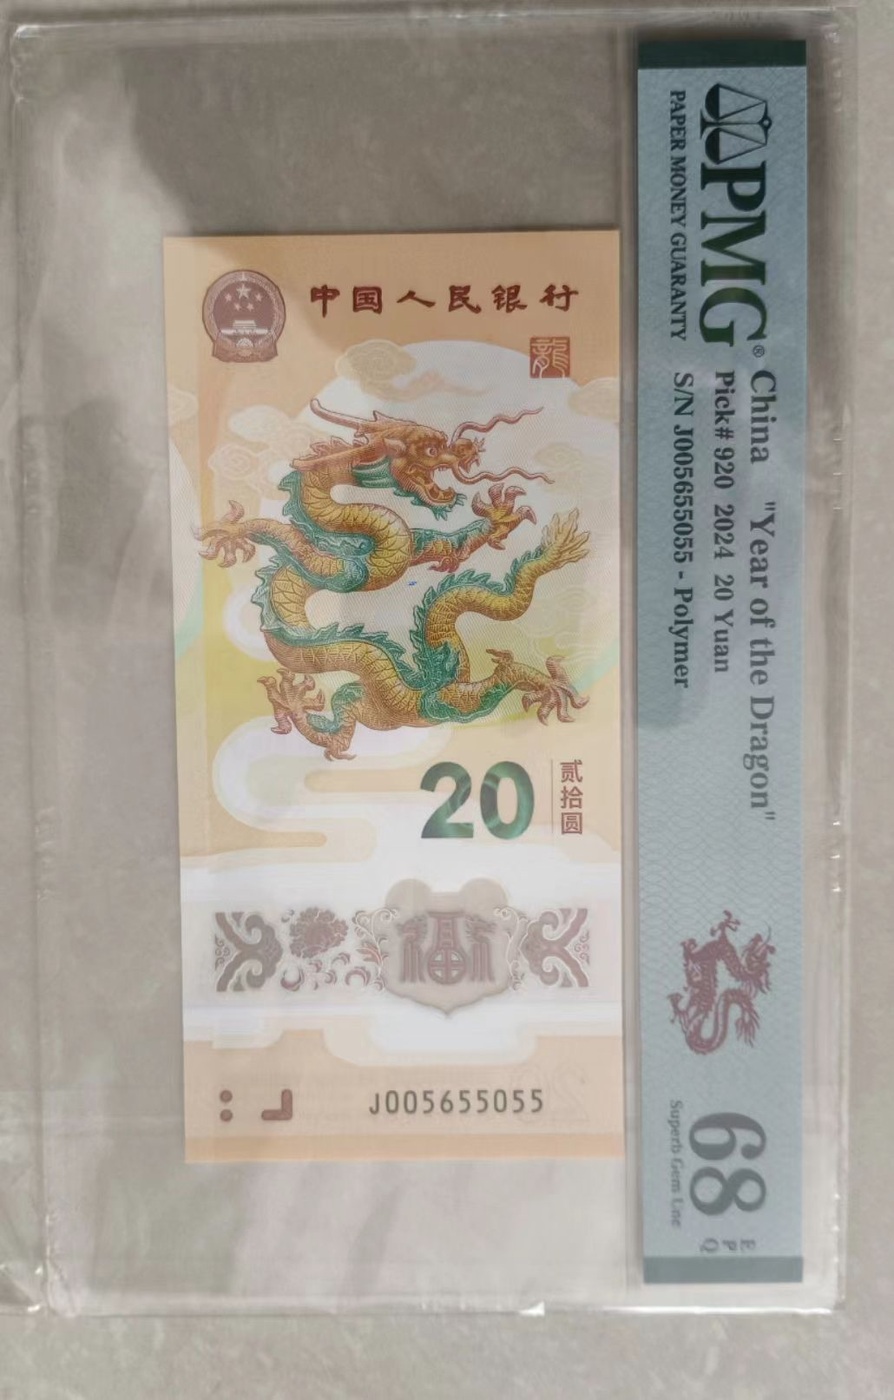 中国人民银行
龍
20
贰拾圆
福
J005655055
PMG®
PAPER MONEY GUARANTY
China "Year of the Dragon"
Pick# 920 2024 20 Yuan
S/N J005655055 - Polymer
68
EPQ
Superb Gem Unc